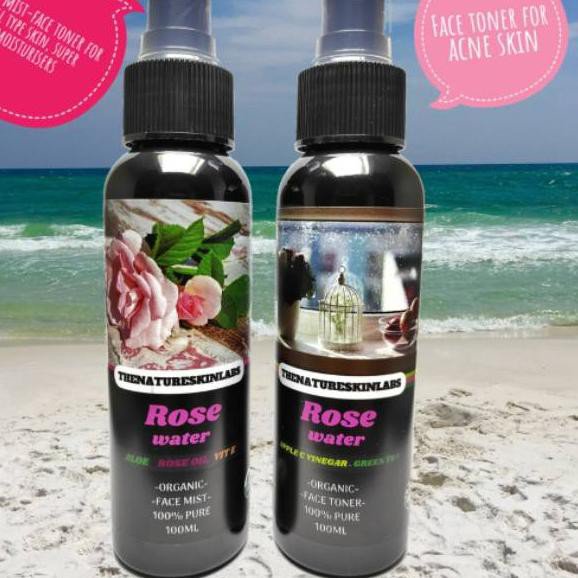 MIST-FACE TONER FOR
TYPE SKIN, SUPER
MOISTURISERS
FACE TONER FOR
ACNE SKIN
THENATURESKINLABS
Rose
water
ALOE ROSE OIL VIT E
-ORGANIC-
-FACE MIST-
100% PURE
100ML
THENATURESKINLABS
Rose
water
APPLE C VINEGAR . GREEN TEA
-ORGANIC-
-FACE TONER-
100% PURE
100ML